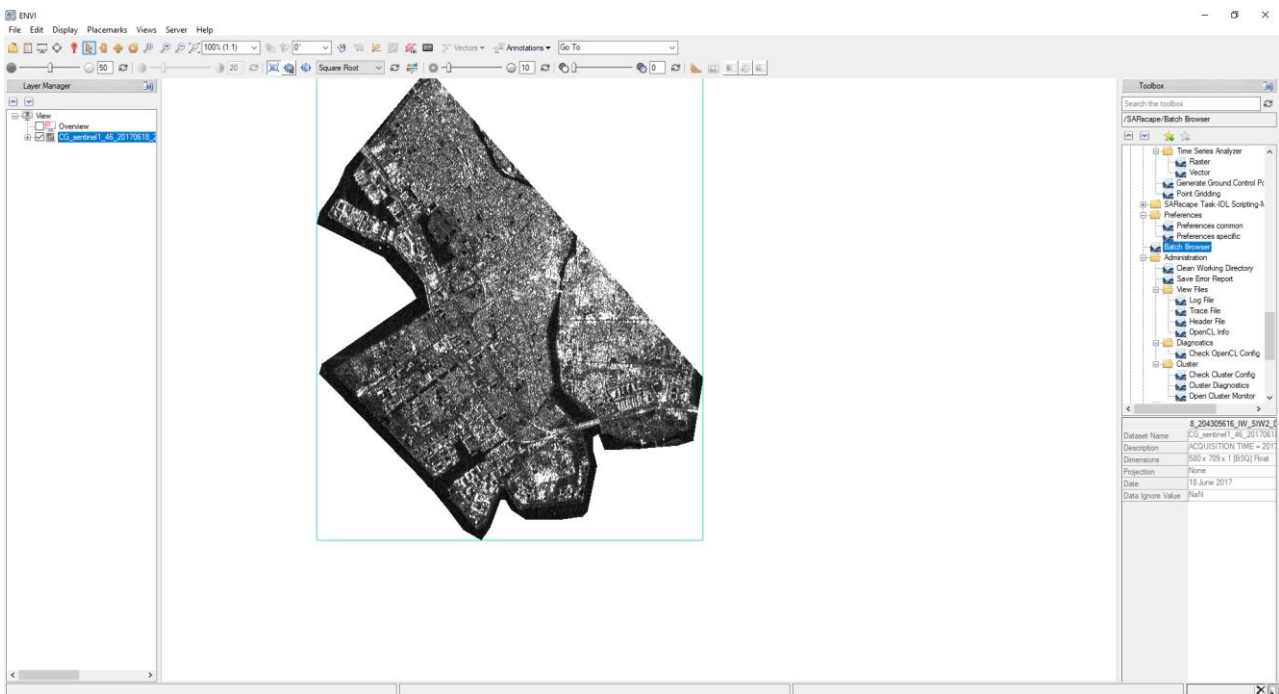 ENVI
File Edit Display Placemarks Views Server Help
100% (1:1) 0° Vectors Annotations Go To
50 20 Square Root 10 0
Layer Manager
View
Overview
CG_sentinel1_46_20170618_2
Toolbox
Search the toolbox
/SARscape/Batch Browser
Time Series Analyzer
Raster
Vector
Generate Ground Control Po
Point Gridding
SARscape Task-IDL Scripting-M
Preferences
Preferences common
Preferences specific
Batch Browser
Administration
Clean Working Directory
Save Error Report
View Files
Log File
Trace File
Header File
OpenCL Info
Diagnostics
Check OpenCL Config
Cluster
Check Cluster Config
Cluster Diagnostics
Open Cluster Monitor
8_204305616_IW_SIW2_D
Dataset Name CG_sentinel1_46_2017061
Description ACQUISITION TIME = 201
Dimensions 580 x 709 x 1 [BSQ] Float
Projection None
Date 18 June 2017
Data Ignore Value NaN